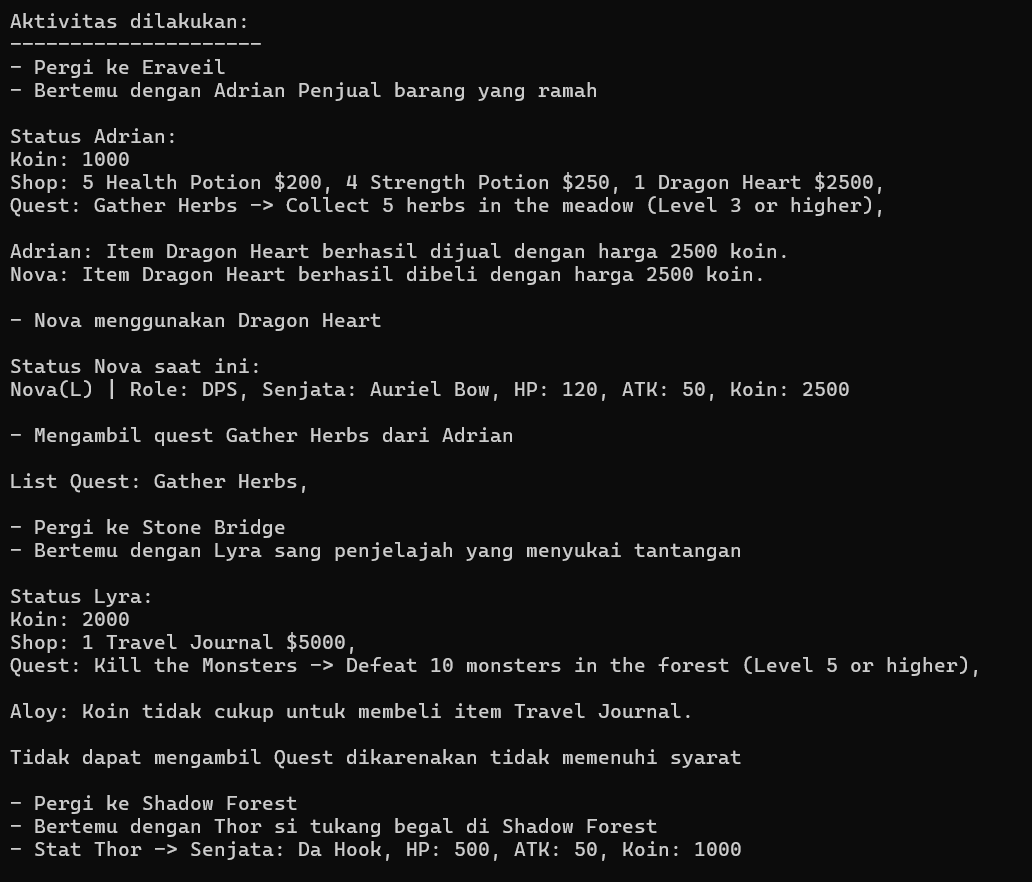 Aktivitas dilakukan:
---------------------
- Pergi ke Eraveil
- Bertemu dengan Adrian Penjual barang yang ramah
Status Adrian:
Koin: 1000
Shop: 5 Health Potion $200, 4 Strength Potion $250, 1 Dragon Heart $2500,
Quest: Gather Herbs -> Collect 5 herbs in the meadow (Level 3 or higher),
Adrian: Item Dragon Heart berhasil dijual dengan harga 2500 koin.
Nova: Item Dragon Heart berhasil dibeli dengan harga 2500 koin.
- Nova menggunakan Dragon Heart
Status Nova saat ini:
Nova(L) | Role: DPS, Senjata: Auriel Bow, HP: 120, ATK: 50, Koin: 2500
- Mengambil quest Gather Herbs dari Adrian
List Quest: Gather Herbs,
- Pergi ke Stone Bridge
- Bertemu dengan Lyra sang penjelajah yang menyukai tantangan
Status Lyra:
Koin: 2000
Shop: 1 Travel Journal $5000,
Quest: Kill the Monsters -> Defeat 10 monsters in the forest (Level 5 or higher),
Aloy: Koin tidak cukup untuk membeli item Travel Journal.
Tidak dapat mengambil Quest dikarenakan tidak memenuhi syarat
- Pergi ke Shadow Forest
- Bertemu dengan Thor si tukang begal di Shadow Forest
- Stat Thor -> Senjata: Da Hook, HP: 500, ATK: 50, Koin: 1000